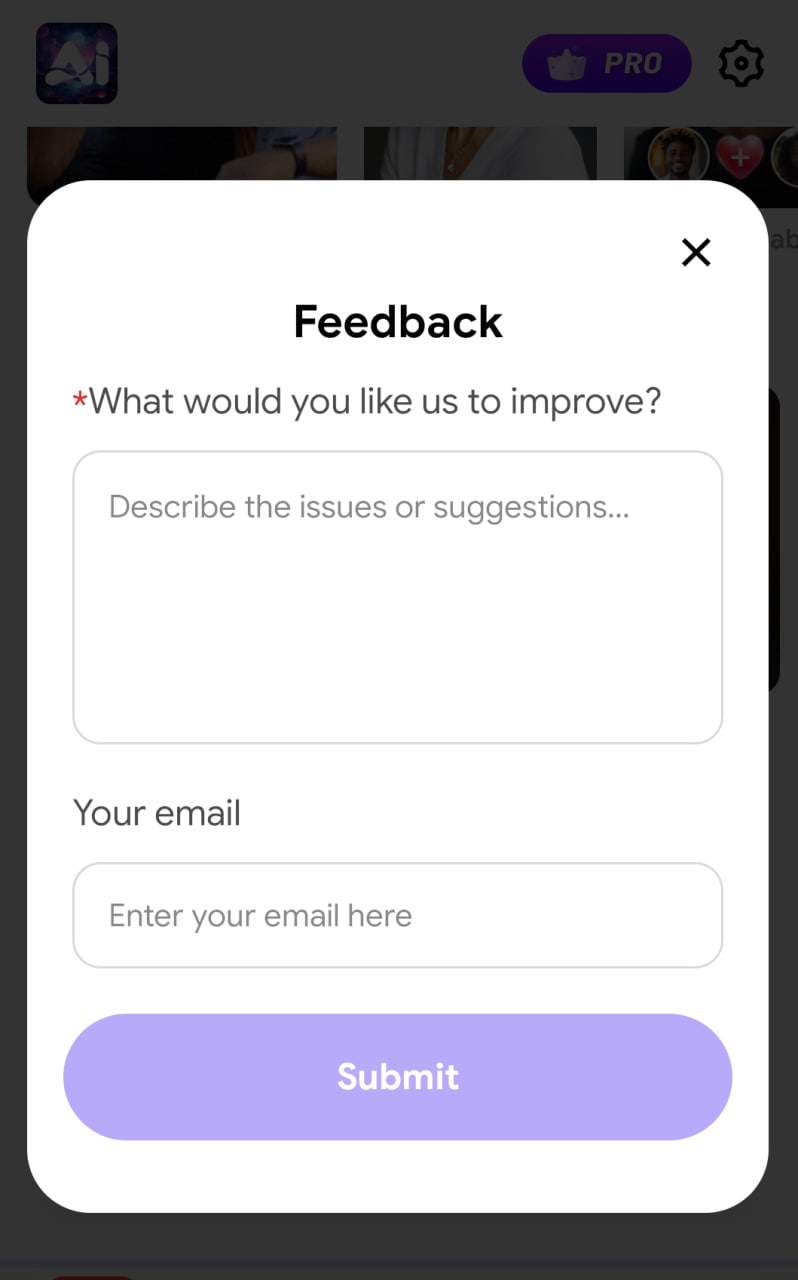 Ai
PRO
ab
Feedback
*What would you like us to improve?
Describe the issues or suggestions...
Your email
Enter your email here
Submit